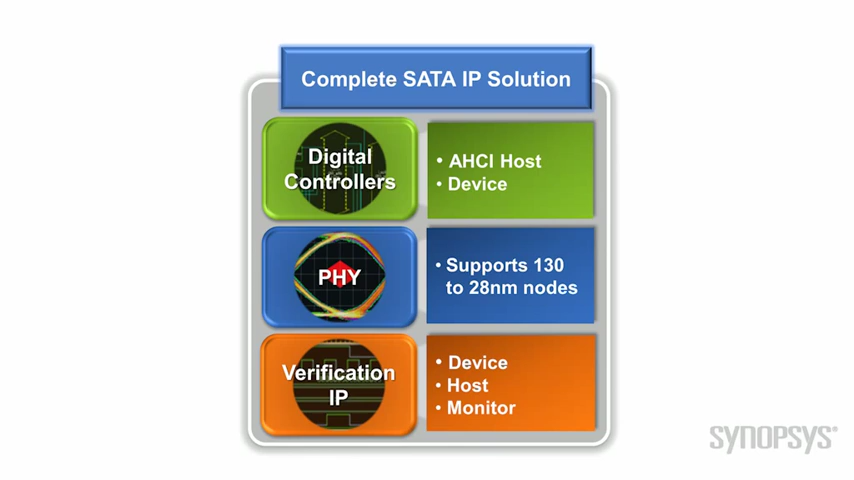 Complete SATA IP Solution
Digital
Controllers
• AHCI Host
• Device
PHY
• Supports 130
to 28nm nodes
Verification
IP
• Device
• Host
• Monitor
SYNOPSYS®